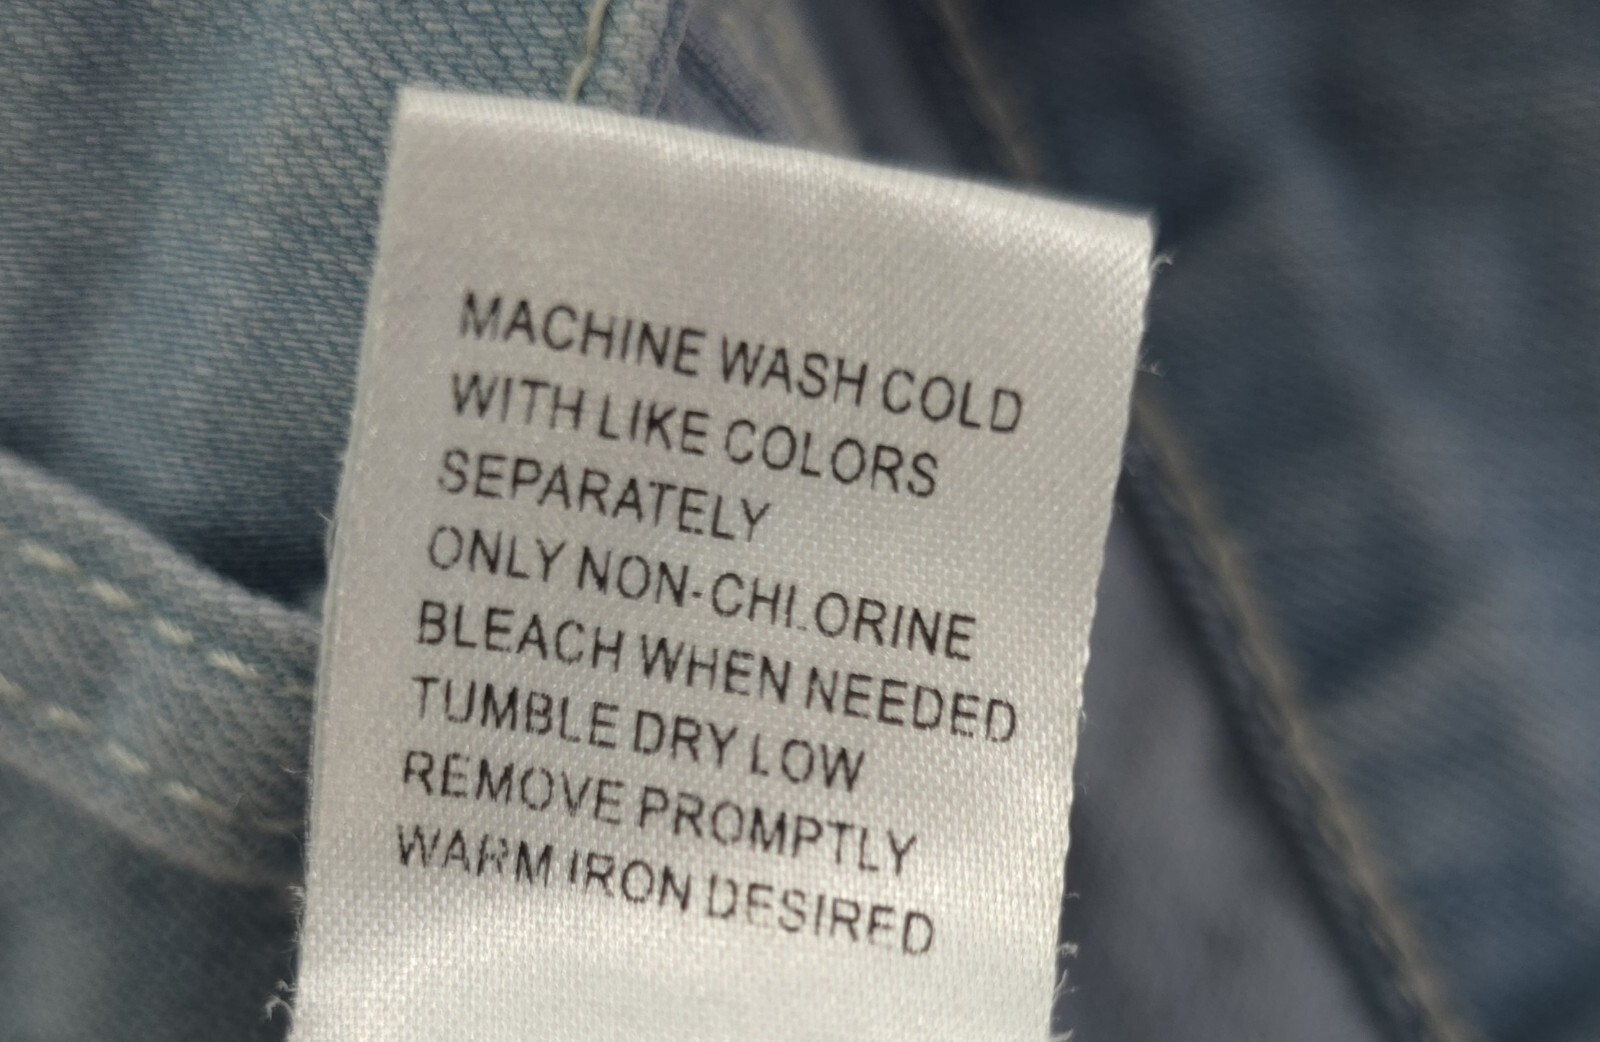 MACHINE WASH COLD
WITH LIKE COLORS
SEPARATELY
ONLY NON-CHLORINE
BLEACH WHEN NEEDED
TUMBLE DRY LOW
REMOVE PROMPTLY
WARM IRON DESIRED